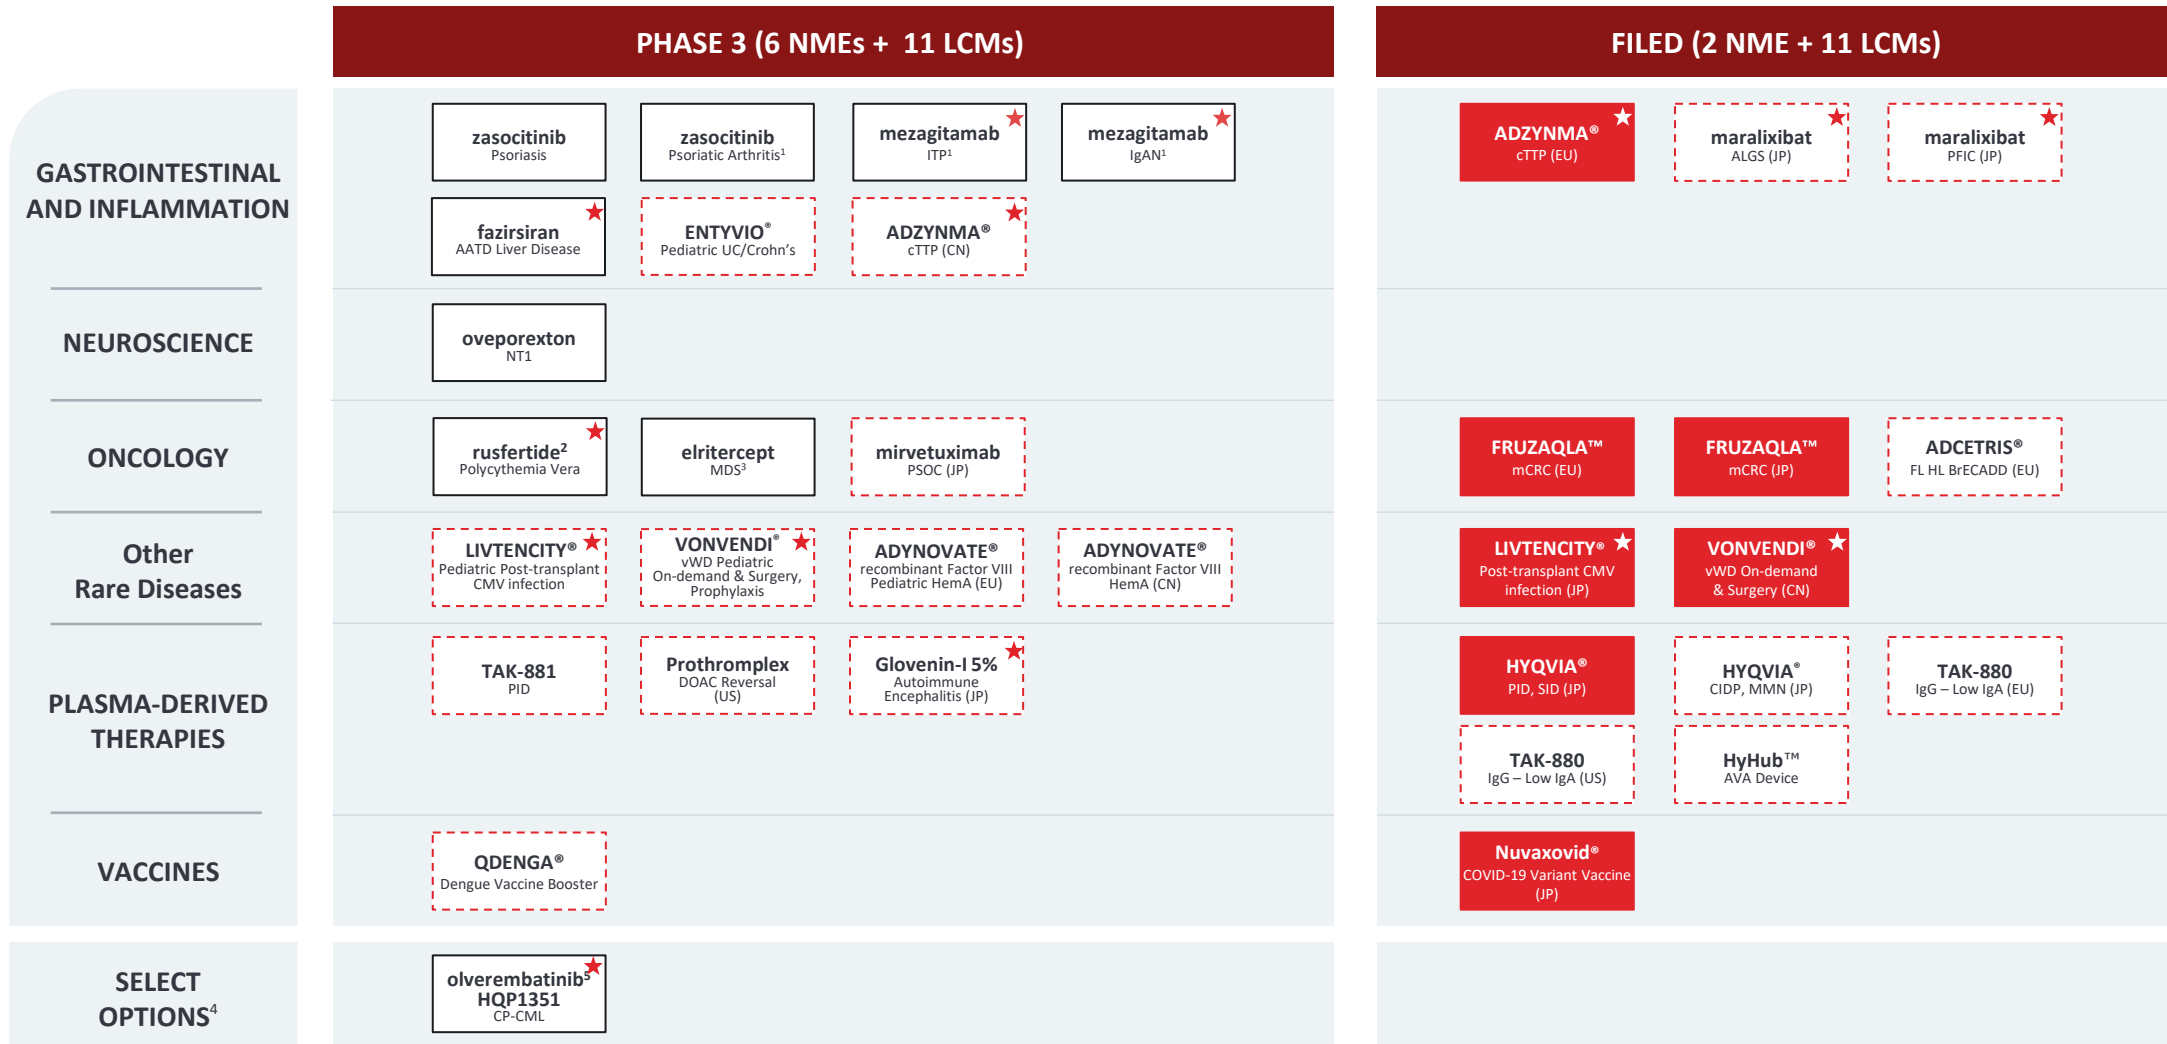 PHASE 3 (6 NMEs + 11 LCMs)
FILED (2 NME + 11 LCMs)
GASTROINTESTINAL
AND INFLAMMATION
zasocitinib
Psoriasis
zasocitinib
Psoriatic Arthritis¹
mezagitamab
ITP¹
mezagitamab
IgAN¹
fazirsiran
AATD Liver Disease
ENTYVIO®
Pediatric UC/Crohn's
ADZYNMA®
cTTP (CN)
ADZYNMA®
cTTP (EU)
maralixibat
ALGS (JP)
maralixibat
PFIC (JP)
NEUROSCIENCE
oveporexton
NT1
ONCOLOGY
rusfertide²
Polycythemia Vera
elritercept
MDS³
mirvetuximab
PSOC (JP)
FRUZAQLA™
mCRC (EU)
FRUZAQLA™
mCRC (JP)
ADCETRIS®
FL HL BrECADD (EU)
Other
Rare Diseases
LIVTENCITY®
Pediatric Post-transplant
CMV infection
VONVENDI®
vWD Pediatric
On-demand & Surgery,
Prophylaxis
ADYNOVATE®
recombinant Factor VIII
Pediatric HemA (EU)
ADYNOVATE®
recombinant Factor VIII
HemA (CN)
LIVTENCITY®
Post-transplant CMV
infection (JP)
VONVENDI®
vWD On-demand
& Surgery (CN)
PLASMA-DERIVED
THERAPIES
TAK-881
PID
Prothromplex
DOAC Reversal
(US)
Glovenin-I 5%
Autoimmune
Encephalitis (JP)
HYQVIA®
PID, SID (JP)
HYQVIA®
CIDP, MMN (JP)
TAK-880
IgG – Low IgA (EU)
TAK-880
IgG – Low IgA (US)
HyHub™
AVA Device
VACCINES
QDENGA®
Dengue Vaccine Booster
Nuvaxovid®
COVID-19 Variant Vaccine
(JP)
SELECT
OPTIONS⁴
olverembatinib⁵
HQP1351
CP-CML